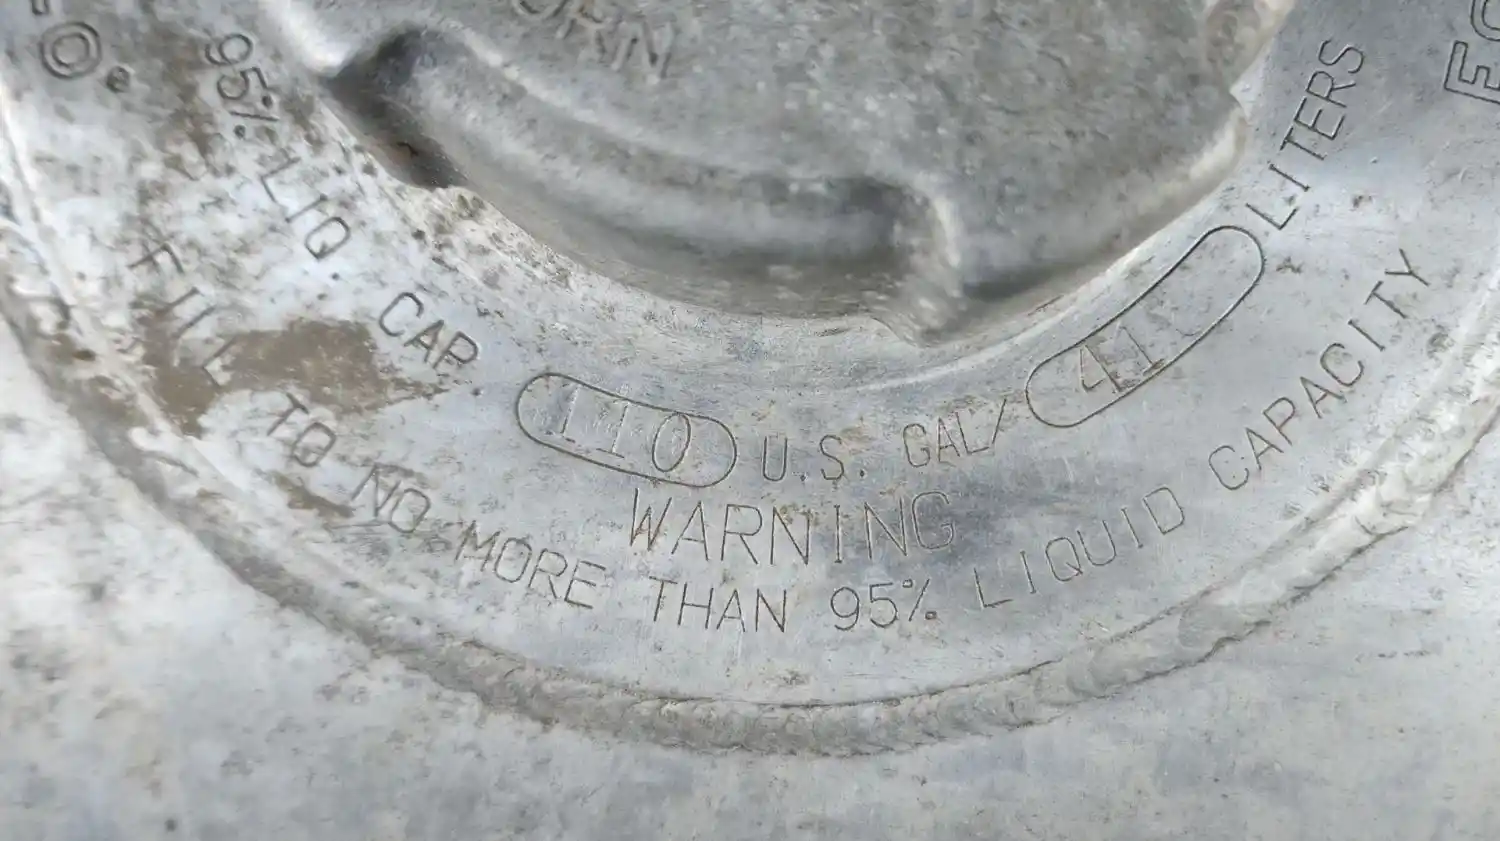 95% LIQ. CAP. 110 U.S. GAL/ 41 LITERS
WARNING
FILL TO NO MORE THAN 95% LIQUID CAPACITY